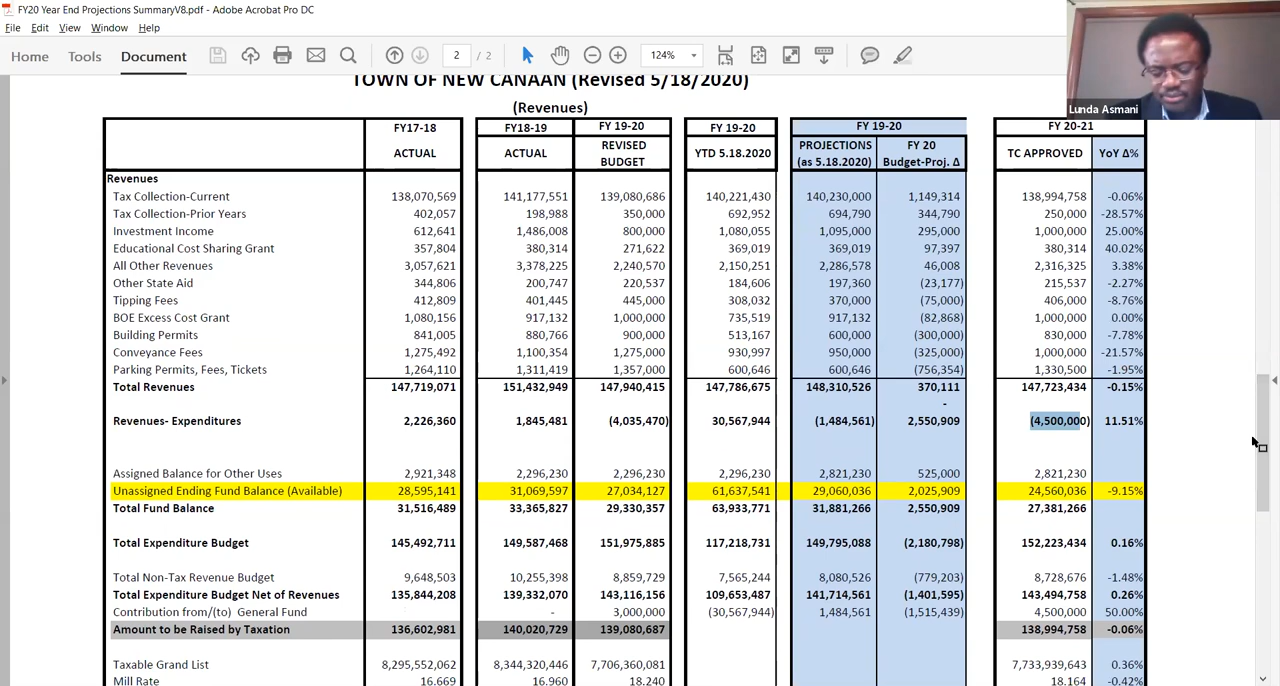 FY20 Year End Projections SummaryV8.pdf - Adobe Acrobat Pro DC
File Edit View Window Help
Home Tools Document 2 / 2 124%
Lunda Asmani
TOWN OF NEW CANAAN (Revised 5/18/2020)
(Revenues)
FY17-18 FY18-19 FY 19-20 FY 19-20 FY 19-20 FY 20-21
ACTUAL ACTUAL REVISED BUDGET YTD 5.18.2020 PROJECTIONS (as 5.18.2020) FY 20 Budget-Proj. Δ TC APPROVED YoY Δ%
Revenues
Tax Collection-Current 138,070,569 141,177,551 139,080,686 140,221,430 140,230,000 1,149,314 138,994,758 -0.06%
Tax Collection-Prior Years 402,057 198,988 350,000 692,952 694,790 344,790 250,000 -28.57%
Investment Income 612,641 1,486,008 800,000 1,080,055 1,095,000 295,000 1,000,000 25.00%
Educational Cost Sharing Grant 357,804 380,314 271,622 369,019 369,019 97,397 380,314 40.02%
All Other Revenues 3,057,621 3,378,225 2,240,570 2,150,251 2,286,578 46,008 2,316,325 3.38%
Other State Aid 344,806 200,747 220,537 184,606 197,360 (23,177) 215,537 -2.27%
Tipping Fees 412,809 401,445 445,000 308,032 370,000 (75,000) 406,000 -8.76%
BOE Excess Cost Grant 1,080,156 917,132 1,000,000 735,519 917,132 (82,868) 1,000,000 0.00%
Building Permits 841,005 880,766 900,000 513,167 600,000 (300,000) 830,000 -7.78%
Conveyance Fees 1,275,492 1,100,354 1,275,000 930,997 950,000 (325,000) 1,000,000 -21.57%
Parking Permits, Fees, Tickets 1,264,110 1,311,419 1,357,000 600,646 600,646 (756,354) 1,330,500 -1.95%
Total Revenues 147,719,071 151,432,949 147,940,415 147,786,675 148,310,526 370,111 147,723,434 -0.15%
-
Revenues- Expenditures 2,226,360 1,845,481 (4,035,470) 30,567,944 (1,484,561) 2,550,909 (4,500,000) 11.51%
Assigned Balance for Other Uses 2,921,348 2,296,230 2,296,230 2,296,230 2,821,230 525,000 2,821,230
Unassigned Ending Fund Balance (Available) 28,595,141 31,069,597 27,034,127 61,637,541 29,060,036 2,025,909 24,560,036 -9.15%
Total Fund Balance 31,516,489 33,365,827 29,330,357 63,933,771 31,881,266 2,550,909 27,381,266
Total Expenditure Budget 145,492,711 149,587,468 151,975,885 117,218,731 149,795,088 (2,180,798) 152,223,434 0.16%
Total Non-Tax Revenue Budget 9,648,503 10,255,398 8,859,729 7,565,244 8,080,526 (779,203) 8,728,676 -1.48%
Total Expenditure Budget Net of Revenues 135,844,208 139,332,070 143,116,156 109,653,487 141,714,561 (1,401,595) 143,494,758 0.26%
Contribution from/(to) General Fund - 3,000,000 (30,567,944) 1,484,561 (1,515,439) 4,500,000 50.00%
Amount to be Raised by Taxation 136,602,981 140,020,729 139,080,687 138,994,758 -0.06%
Taxable Grand List 8,295,552,062 8,344,320,446 7,706,360,081 7,733,939,643 0.36%
Mill Rate 16.669 16.960 18.240 18.164 -0.42%